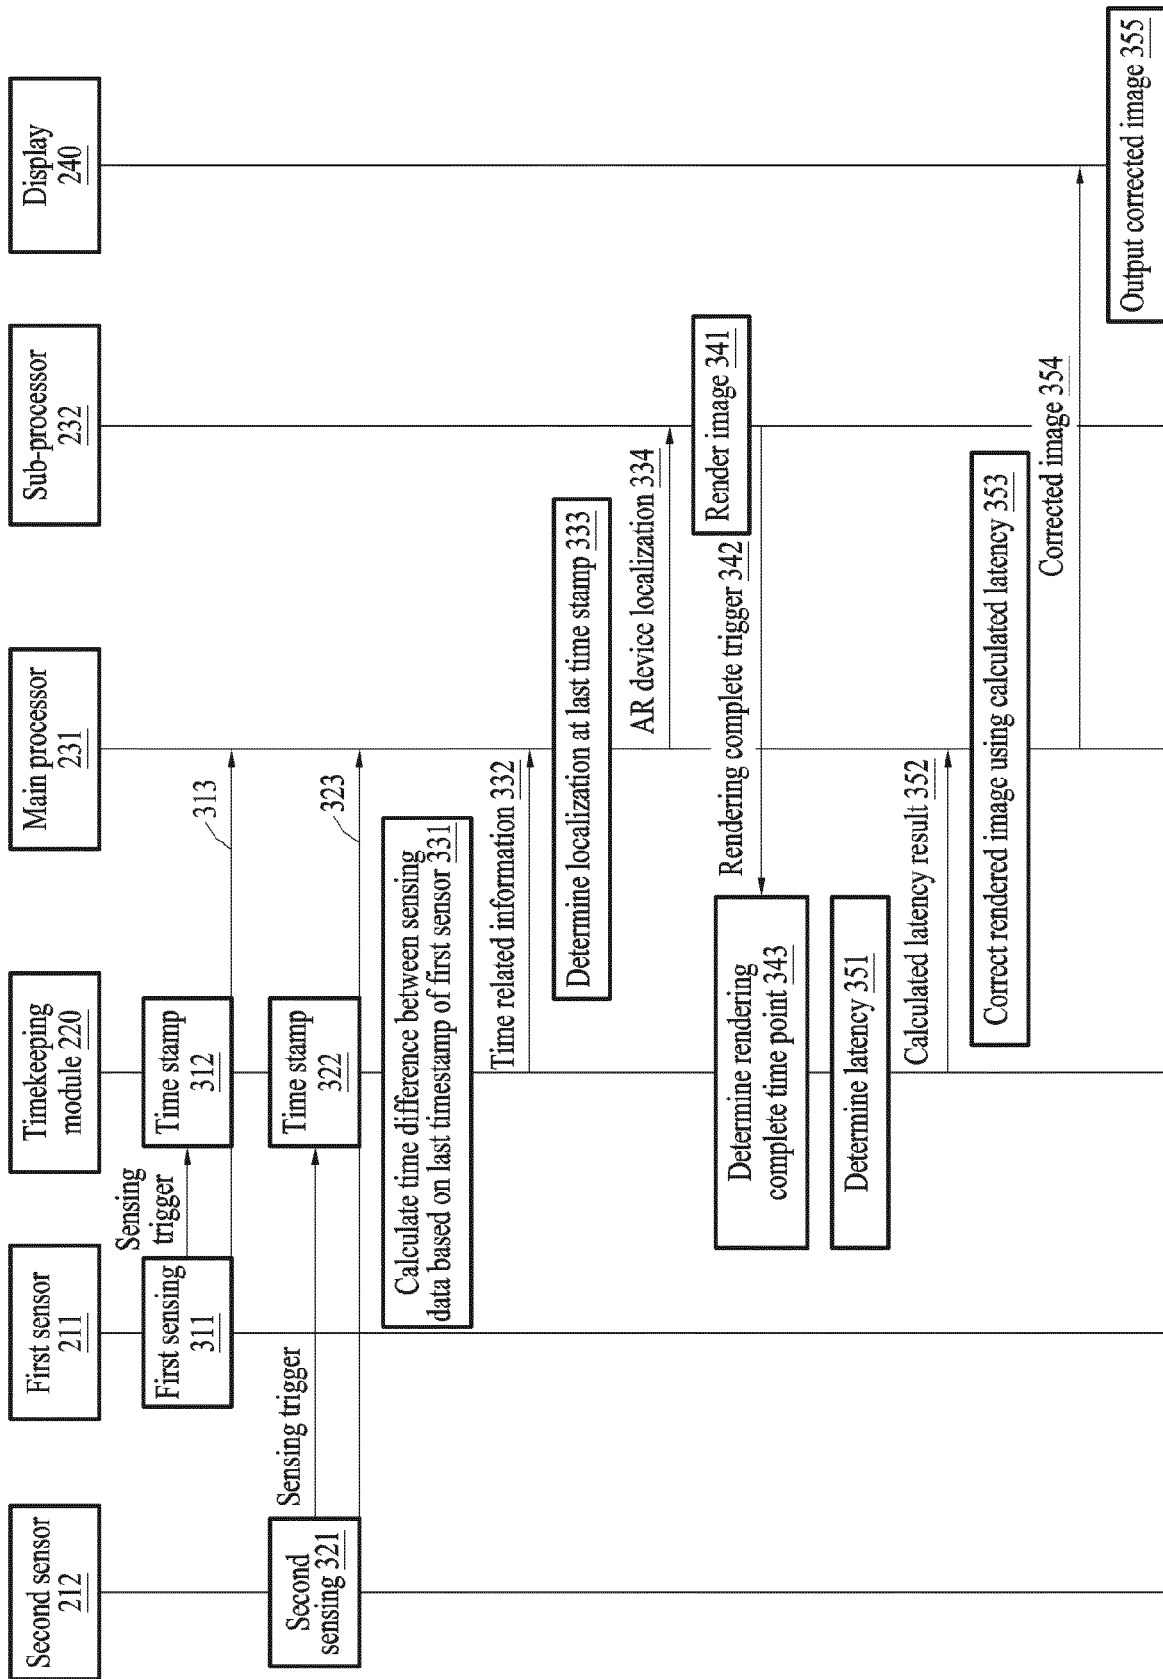 Second sensor
212
First sensor
211
Timekeeping
module 220
Main processor
231
Sub-processor
232
Display
240
First sensing
311
Sensing
trigger
Time stamp
312
313
Second
sensing 321
Sensing trigger
Time stamp
322
323
Calculate time difference between sensing
data based on last timestamp of first sensor 331
Time related information 332
Determine localization at last time stamp 333
AR device localization 334
Render image 341
Rendering complete trigger 342
Determine rendering
complete time point 343
Determine latency 351
Calculated latency result 352
Correct rendered image using calculated latency 353
Corrected image 354
Output corrected image 355